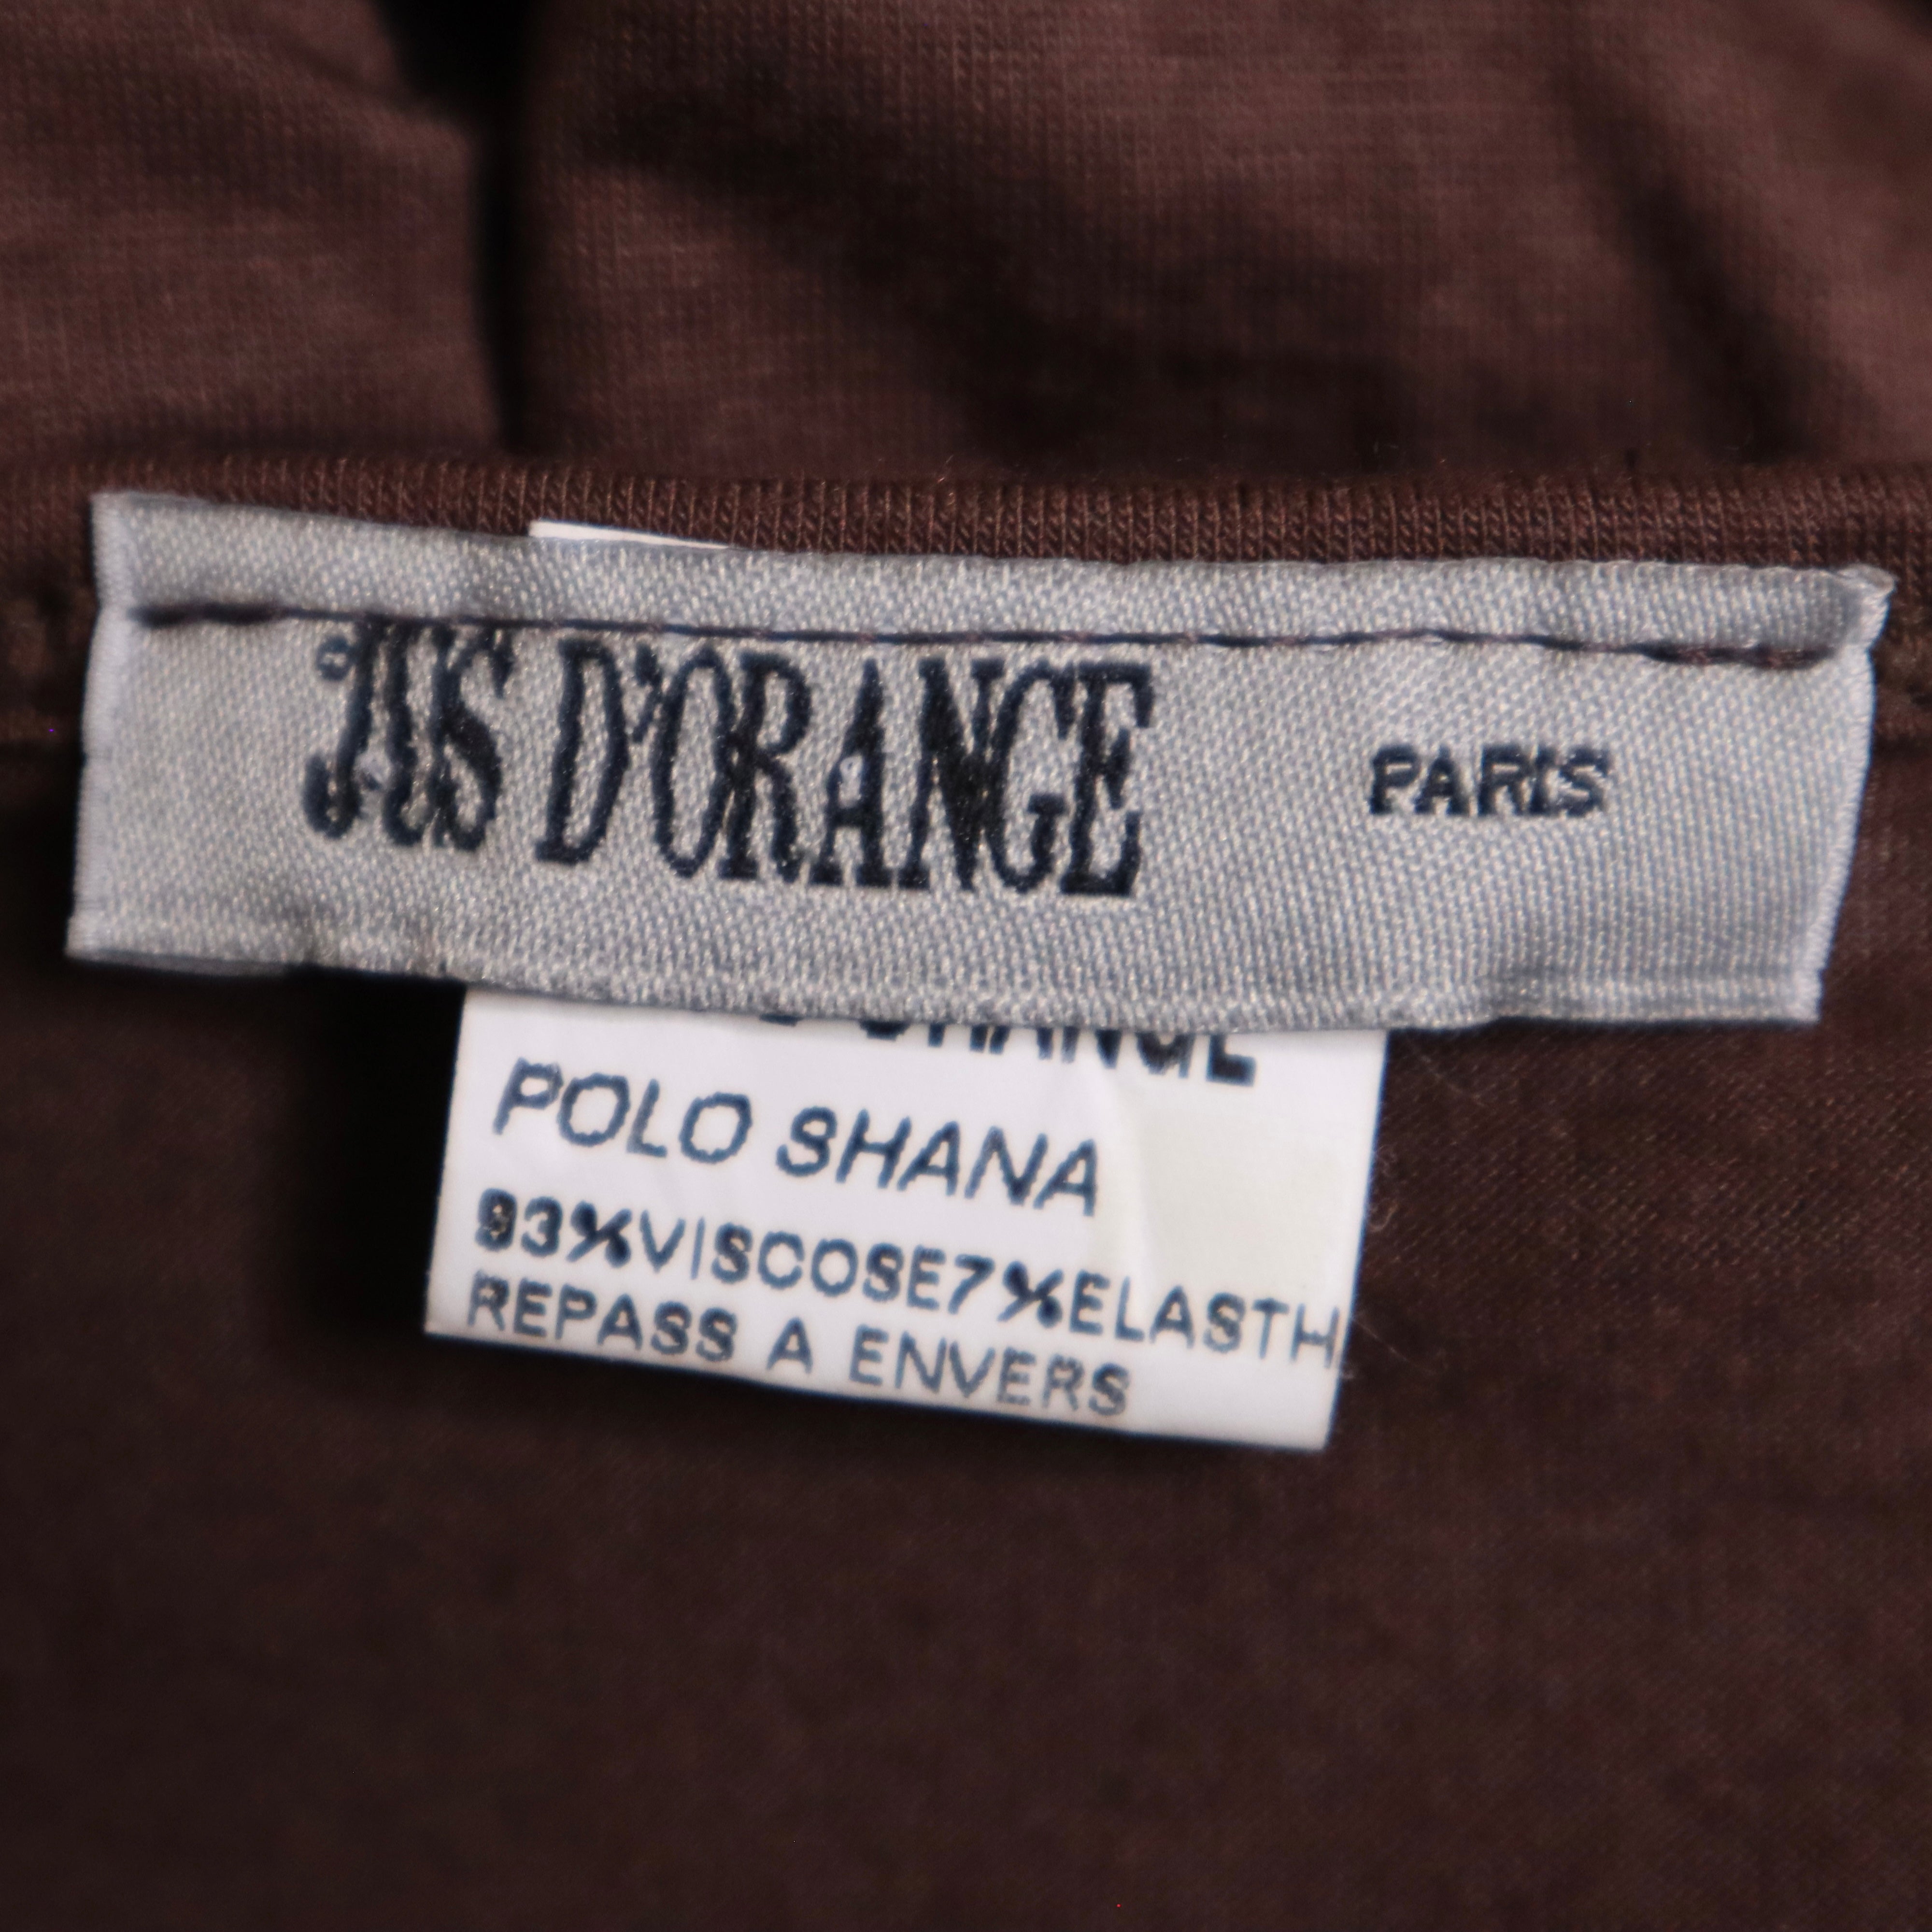 JUS D'ORANGE PARIS
POLO SHANA
93%VISCOSE7%ELASTH
REPASS A ENVERS